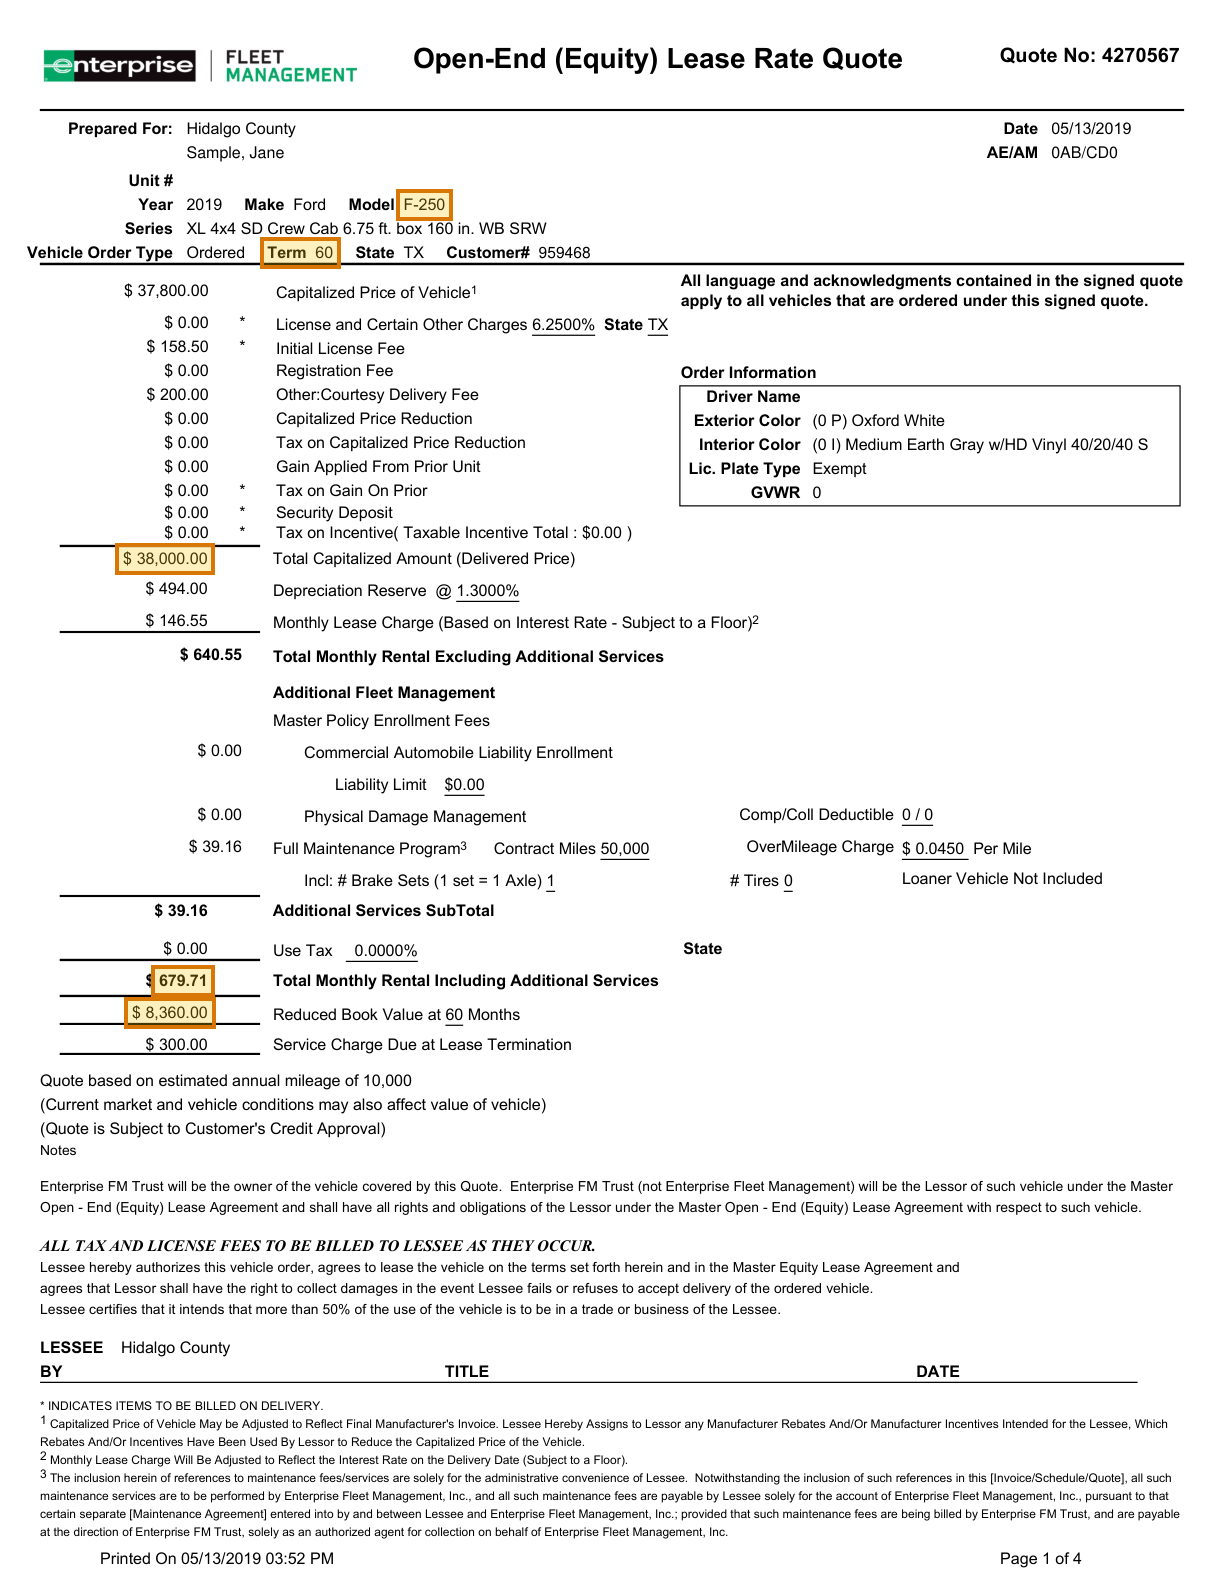 enterprise FLEET MANAGEMENT
Open-End (Equity) Lease Rate Quote
Quote No: 4270567
Prepared For: Hidalgo County
Date 05/13/2019
Sample, Jane
AE/AM 0AB/CD0
Unit #
Year 2019 Make Ford Model F-250
Series XL 4x4 SD Crew Cab 6.75 ft. box 160 in. WB SRW
Vehicle Order Type Ordered Term 60 State TX Customer# 959468
All language and acknowledgments contained in the signed quote
apply to all vehicles that are ordered under this signed quote.
$ 37,800.00 Capitalized Price of Vehicle1
$ 0.00 * License and Certain Other Charges 6.2500% State TX
$ 158.50 * Initial License Fee
$ 0.00 Registration Fee
$ 200.00 Other:Courtesy Delivery Fee
$ 0.00 Capitalized Price Reduction
$ 0.00 Tax on Capitalized Price Reduction
$ 0.00 Gain Applied From Prior Unit
$ 0.00 * Tax on Gain On Prior
$ 0.00 * Security Deposit
$ 0.00 * Tax on Incentive( Taxable Incentive Total : $0.00 )
Order Information
Driver Name
Exterior Color (0 P) Oxford White
Interior Color (0 I) Medium Earth Gray w/HD Vinyl 40/20/40 S
Lic. Plate Type Exempt
GVWR 0
$ 38,000.00 Total Capitalized Amount (Delivered Price)
$ 494.00 Depreciation Reserve @ 1.3000%
$ 146.55 Monthly Lease Charge (Based on Interest Rate - Subject to a Floor)2
$ 640.55 Total Monthly Rental Excluding Additional Services
Additional Fleet Management
Master Policy Enrollment Fees
$ 0.00 Commercial Automobile Liability Enrollment
Liability Limit $0.00
$ 0.00 Physical Damage Management Comp/Coll Deductible 0 / 0
$ 39.16 Full Maintenance Program3 Contract Miles 50,000 OverMileage Charge $ 0.0450 Per Mile
Incl: # Brake Sets (1 set = 1 Axle) 1 # Tires 0 Loaner Vehicle Not Included
$ 39.16 Additional Services SubTotal
$ 0.00 Use Tax 0.0000% State
$ 679.71 Total Monthly Rental Including Additional Services
$ 8,360.00 Reduced Book Value at 60 Months
$ 300.00 Service Charge Due at Lease Termination
Quote based on estimated annual mileage of 10,000
(Current market and vehicle conditions may also affect value of vehicle)
(Quote is Subject to Customer's Credit Approval)
Notes
Enterprise FM Trust will be the owner of the vehicle covered by this Quote. Enterprise FM Trust (not Enterprise Fleet Management) will be the Lessor of such vehicle under the Master
Open - End (Equity) Lease Agreement and shall have all rights and obligations of the Lessor under the Master Open - End (Equity) Lease Agreement with respect to such vehicle.
ALL TAX AND LICENSE FEES TO BE BILLED TO LESSEE AS THEY OCCUR.
Lessee hereby authorizes this vehicle order, agrees to lease the vehicle on the terms set forth herein and in the Master Equity Lease Agreement and
agrees that Lessor shall have the right to collect damages in the event Lessee fails or refuses to accept delivery of the ordered vehicle.
Lessee certifies that it intends that more than 50% of the use of the vehicle is to be in a trade or business of the Lessee.
LESSEE Hidalgo County
BY TITLE DATE
* INDICATES ITEMS TO BE BILLED ON DELIVERY.
1 Capitalized Price of Vehicle May be Adjusted to Reflect Final Manufacturer's Invoice. Lessee Hereby Assigns to Lessor any Manufacturer Rebates And/Or Manufacturer Incentives Intended for the Lessee, Which
Rebates And/Or Incentives Have Been Used By Lessor to Reduce the Capitalized Price of the Vehicle.
2 Monthly Lease Charge Will Be Adjusted to Reflect the Interest Rate on the Delivery Date (Subject to a Floor).
3 The inclusion herein of references to maintenance fees/services are solely for the administrative convenience of Lessee. Notwithstanding the inclusion of such references in this [Invoice/Schedule/Quote], all such
maintenance services are to be performed by Enterprise Fleet Management, Inc., and all such maintenance fees are payable by Lessee solely for the account of Enterprise Fleet Management, Inc., pursuant to that
certain separate [Maintenance Agreement] entered into by and between Lessee and Enterprise Fleet Management, Inc.; provided that such maintenance fees are being billed by Enterprise FM Trust, and are payable
at the direction of Enterprise FM Trust, solely as an authorized agent for collection on behalf of Enterprise Fleet Management, Inc.
Printed On 05/13/2019 03:52 PM
Page 1 of 4